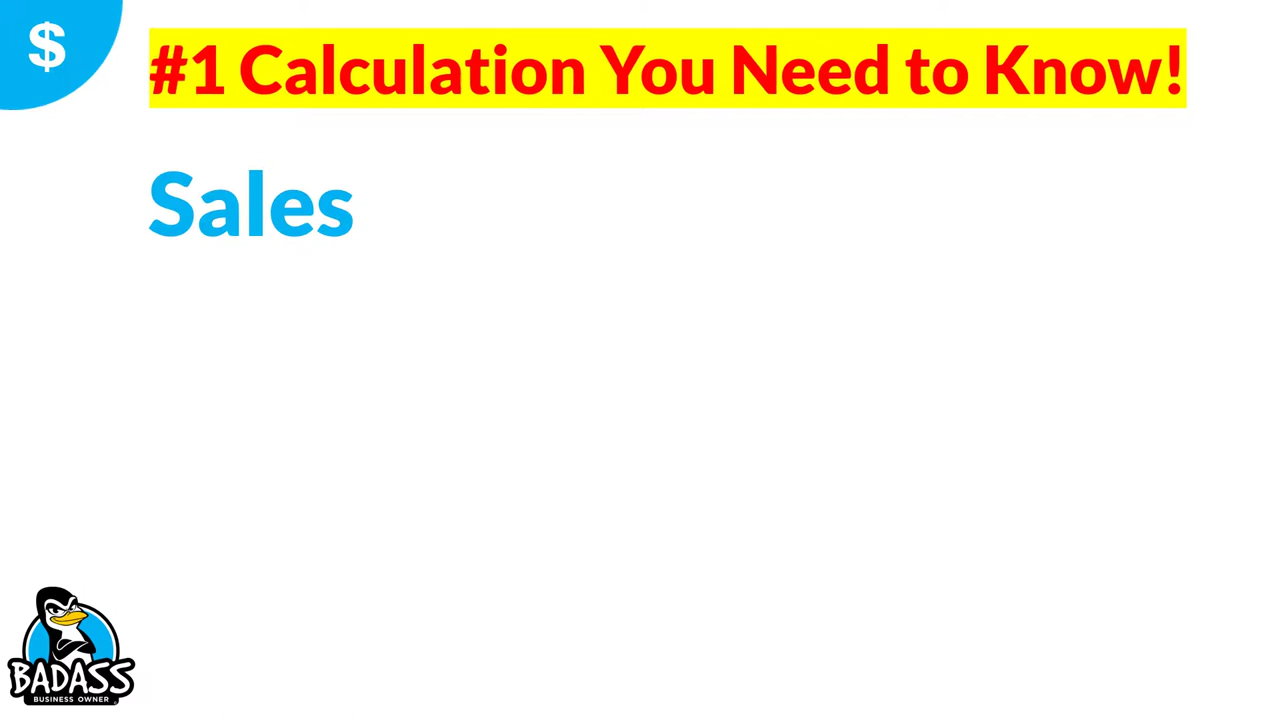 $
#1 Calculation You Need to Know!
Sales
BADASS
BUSINESS OWNER